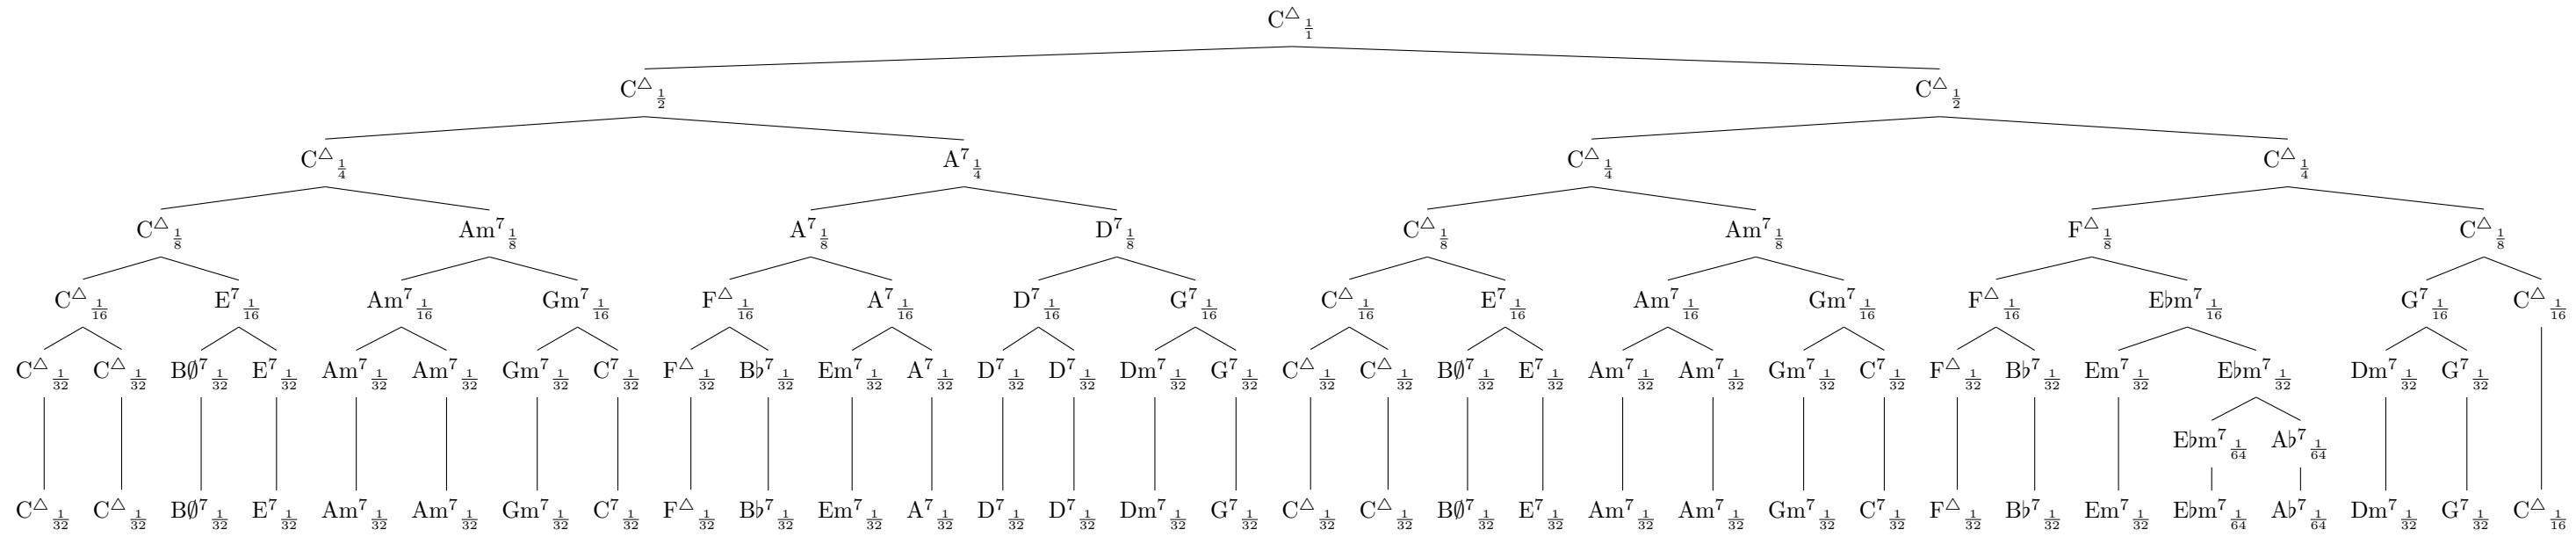 C△ 1/1
C△ 1/2 C△ 1/2
C△ 1/4 A7 1/4 C△ 1/4 C△ 1/4
C△ 1/8 Am7 1/8 A7 1/8 D7 1/8 C△ 1/8 Am7 1/8 F△ 1/8 C△ 1/8
C△ 1/16 E7 1/16 Am7 1/16 Gm7 1/16 F△ 1/16 A7 1/16 D7 1/16 G7 1/16 C△ 1/16 E7 1/16 Am7 1/16 Gm7 1/16 F△ 1/16 E♭m7 1/16 G7 1/16 C△ 1/16
C△ 1/32 C△ 1/32 B∅7 1/32 E7 1/32 Am7 1/32 Am7 1/32 Gm7 1/32 C7 1/32 F△ 1/32 B♭7 1/32 Em7 1/32 A7 1/32 D7 1/32 D7 1/32 Dm7 1/32 G7 1/32 C△ 1/32 C△ 1/32 B∅7 1/32 E7 1/32 Am7 1/32 Am7 1/32 Gm7 1/32 C7 1/32 F△ 1/32 B♭7 1/32 Em7 1/32 E♭m7 1/32 Dm7 1/32 G7 1/32
E♭m7 1/64 A♭7 1/64
C△ 1/32 C△ 1/32 B∅7 1/32 E7 1/32 Am7 1/32 Am7 1/32 Gm7 1/32 C7 1/32 F△ 1/32 B♭7 1/32 Em7 1/32 A7 1/32 D7 1/32 D7 1/32 Dm7 1/32 G7 1/32 C△ 1/32 C△ 1/32 B∅7 1/32 E7 1/32 Am7 1/32 Am7 1/32 Gm7 1/32 C7 1/32 F△ 1/32 B♭7 1/32 Em7 1/32 E♭m7 1/64 A♭7 1/64 Dm7 1/32 G7 1/32 C△ 1/16